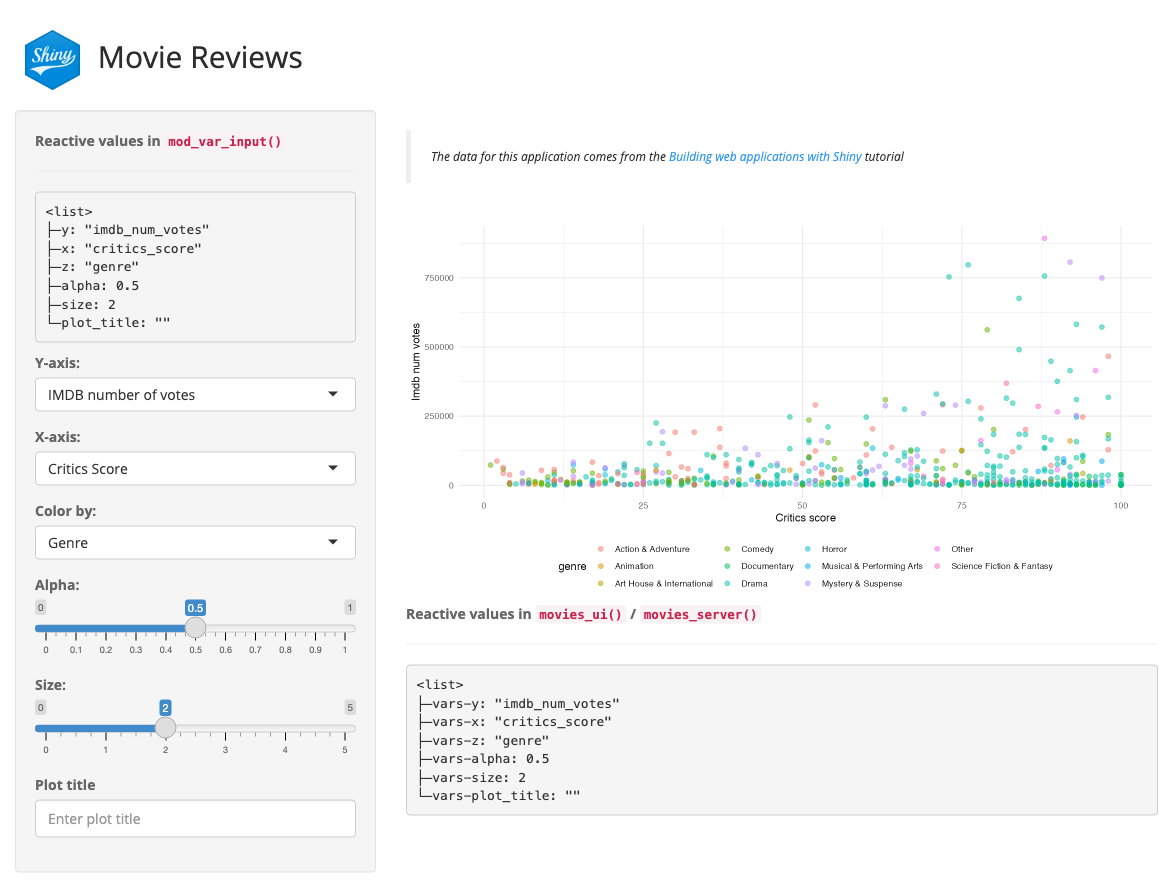 Shiny
Movie Reviews
Reactive values in mod_var_input()
<list>
├─y: "imdb_num_votes"
├─x: "critics_score"
├─z: "genre"
├─alpha: 0.5
├─size: 2
└─plot_title: ""
Y-axis:
IMDB number of votes
X-axis:
Critics Score
Color by:
Genre
Alpha:
0 0.5 1
0 0.1 0.2 0.3 0.4 0.5 0.6 0.7 0.8 0.9 1
Size:
0 2 5
0 1 2 3 4 5
Plot title
Enter plot title
The data for this application comes from the Building web applications with Shiny tutorial
Imdb num votes
750000
500000
250000
0
0 25 50 75 100
Critics score
genre
Action & Adventure
Animation
Art House & International
Comedy
Documentary
Drama
Horror
Musical & Performing Arts
Mystery & Suspense
Other
Science Fiction & Fantasy
Reactive values in movies_ui() / movies_server()
<list>
├─vars-y: "imdb_num_votes"
├─vars-x: "critics_score"
├─vars-z: "genre"
├─vars-alpha: 0.5
├─vars-size: 2
└─vars-plot_title: ""